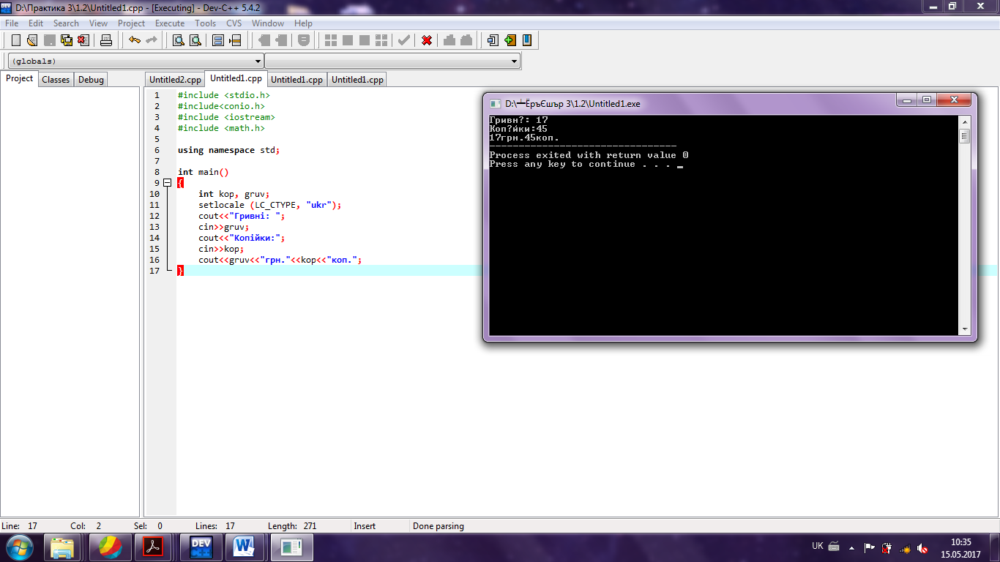 D:\Практика 3\1.2\Untitled1.cpp - [Executing] - Dev-C++ 5.4.2
File Edit Search View Project Execute Tools CVS Window Help
(globals)
Project Classes Debug
Untitled2.cpp Untitled1.cpp Untitled1.cpp Untitled1.cpp
1 #include <stdio.h>
2 #include<conio.h>
3 #include <iostream>
4 #include <math.h>
5
6 using namespace std;
7
8 int main()
9 {
10 int kop, gruv;
11 setlocale (LC_CTYPE, "ukr");
12 cout<<"Гривні: ";
13 cin>>gruv;
14 cout<<"Копійки:";
15 cin>>kop;
16 cout<<gruv<<"грн."<<kop<<"коп.";
17 }
D:\╧ЁръЄшър 3\1.2\Untitled1.exe
Гривн?: 17
Коп?йки:45
17грн.45коп.
--------------------------------
Process exited with return value 0
Press any key to continue . . . _
Line: 17 Col: 2 Sel: 0 Lines: 17 Length: 271 Insert Done parsing
DEV
UK
10:35
15.05.2017